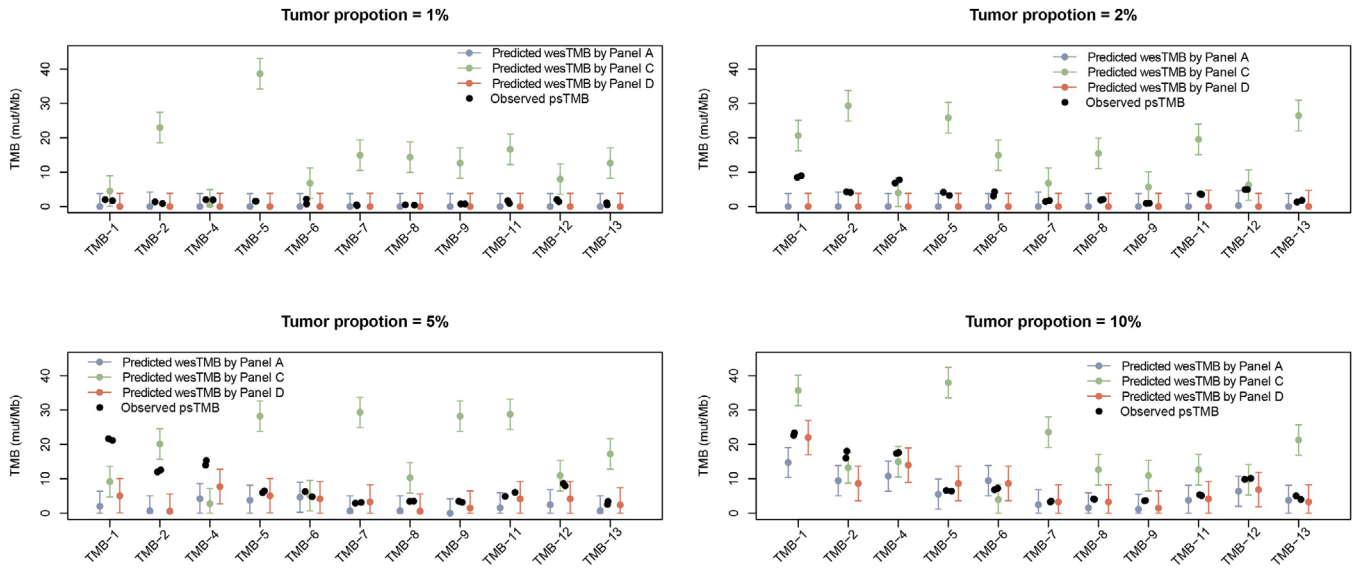 Tumor propotion = 1%
TMB (mut/Mb)
40
30
20
10
0
Predicted wesTMB by Panel A
Predicted wesTMB by Panel C
Predicted wesTMB by Panel D
Observed psTMB
TMB-1 TMB-2 TMB-4 TMB-5 TMB-6 TMB-7 TMB-8 TMB-9 TMB-11 TMB-12 TMB-13
Tumor propotion = 2%
TMB (mut/Mb)
40
30
20
10
0
Predicted wesTMB by Panel A
Predicted wesTMB by Panel C
Predicted wesTMB by Panel D
Observed psTMB
TMB-1 TMB-2 TMB-4 TMB-5 TMB-6 TMB-7 TMB-8 TMB-9 TMB-11 TMB-12 TMB-13
Tumor propotion = 5%
TMB (mut/Mb)
40
30
20
10
0
Predicted wesTMB by Panel A
Predicted wesTMB by Panel C
Predicted wesTMB by Panel D
Observed psTMB
TMB-1 TMB-2 TMB-4 TMB-5 TMB-6 TMB-7 TMB-8 TMB-9 TMB-11 TMB-12 TMB-13
Tumor propotion = 10%
TMB (mut/Mb)
40
30
20
10
0
Predicted wesTMB by Panel A
Predicted wesTMB by Panel C
Predicted wesTMB by Panel D
Observed psTMB
TMB-1 TMB-2 TMB-4 TMB-5 TMB-6 TMB-7 TMB-8 TMB-9 TMB-11 TMB-12 TMB-13